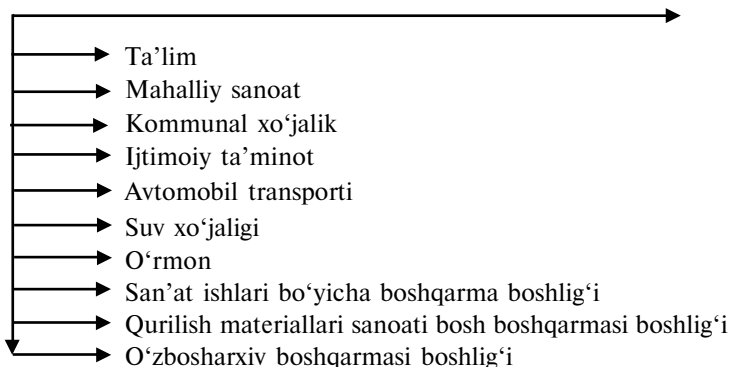 Ta’lim
Mahalliy sanoat
Kommunal xo‘jalik
Ijtimoiy ta’minot
Avtomobil transporti
Suv xo‘jaligi
O‘rmon
San’at ishlari bo‘yicha boshqarma boshlig‘i
Qurilish materiallari sanoati bosh boshqarmasi boshlig‘i
O‘zbosharxiv boshqarmasi boshlig‘i